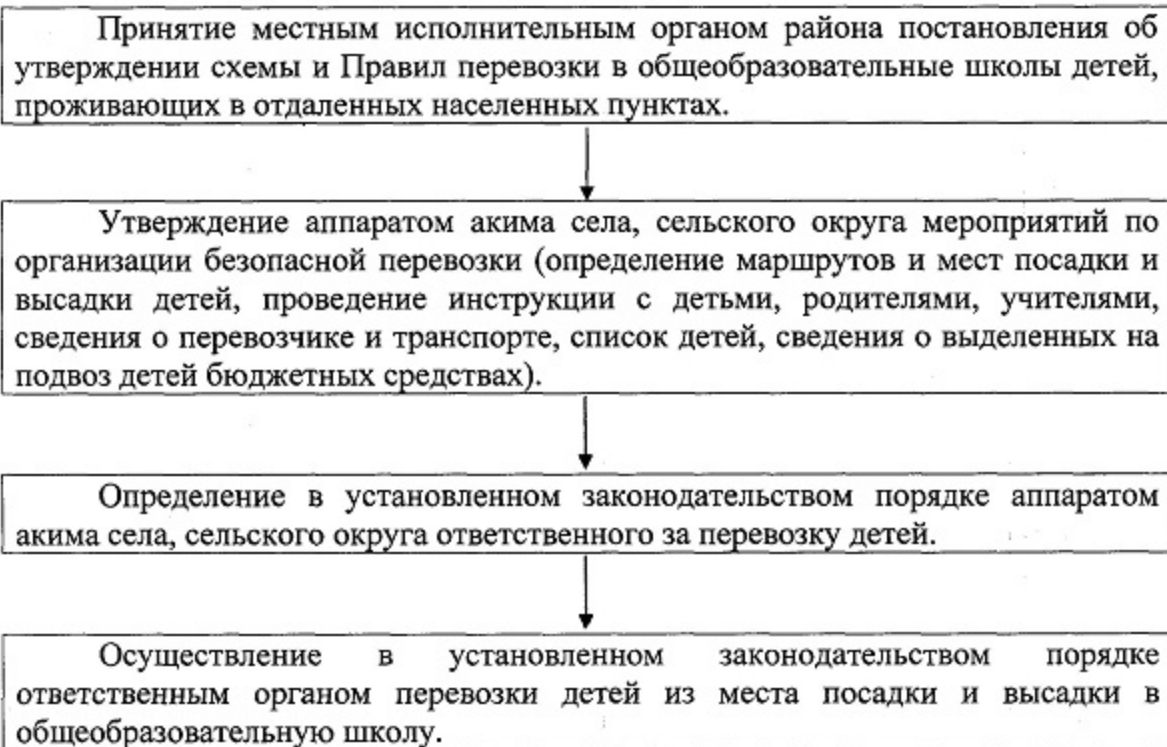 Принятие местным исполнительным органом района постановления об
утверждении схемы и Правил перевозки в общеобразовательные школы детей,
проживающих в отдаленных населенных пунктах.
Утверждение аппаратом акима села, сельского округа мероприятий по
организации безопасной перевозки (определение маршрутов и мест посадки и
высадки детей, проведение инструкции с детьми, родителями, учителями,
сведения о перевозчике и транспорте, список детей, сведения о выделенных на
подвоз детей бюджетных средствах).
Определение в установленном законодательством порядке аппаратом
акима села, сельского округа ответственного за перевозку детей.
Осуществление в установленном законодательством порядке
ответственным органом перевозки детей из места посадки и высадки в
общеобразовательную школу.